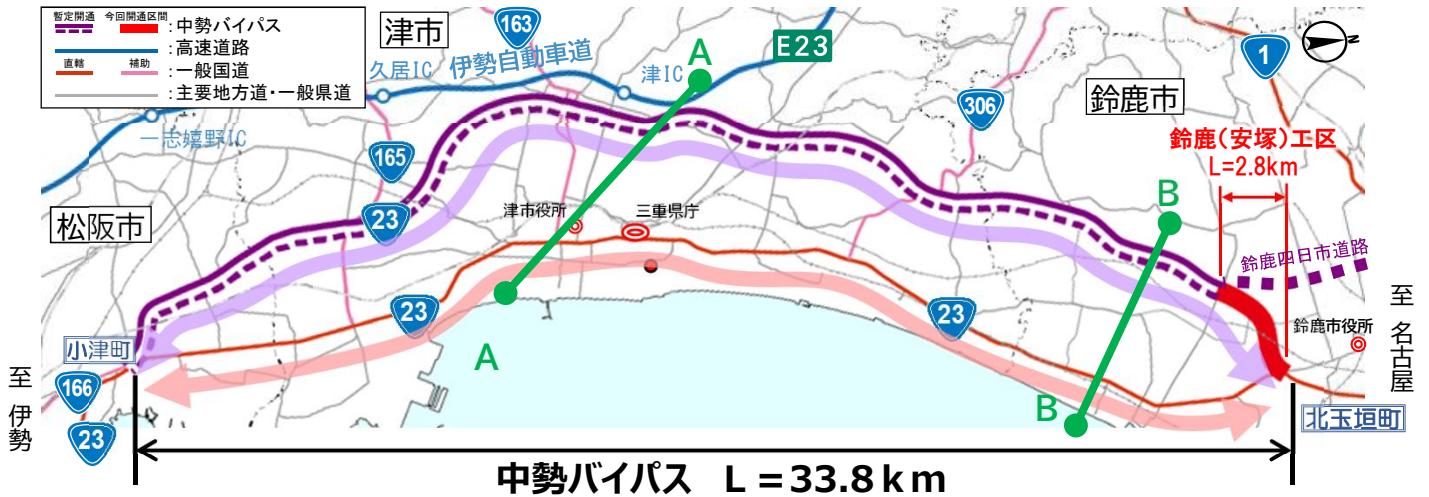 暫定開通 今回開通区間
:中勢バイパス
:高速道路
直轄 補助
:一般国道
:主要地方道・一般県道
津市
163
久居IC
伊勢自動車道
津IC
A
E23
1
N
306
鈴鹿市
一志嬉野IC
165
鈴鹿(安塚)工区
L=2.8km
松阪市
23
津市役所
三重県庁
B
鈴鹿四日市道路
至 名古屋
23
23
鈴鹿市役所
小津町
A
至 伊勢
166
23
B
北玉垣町
中勢バイパス L=33.8km